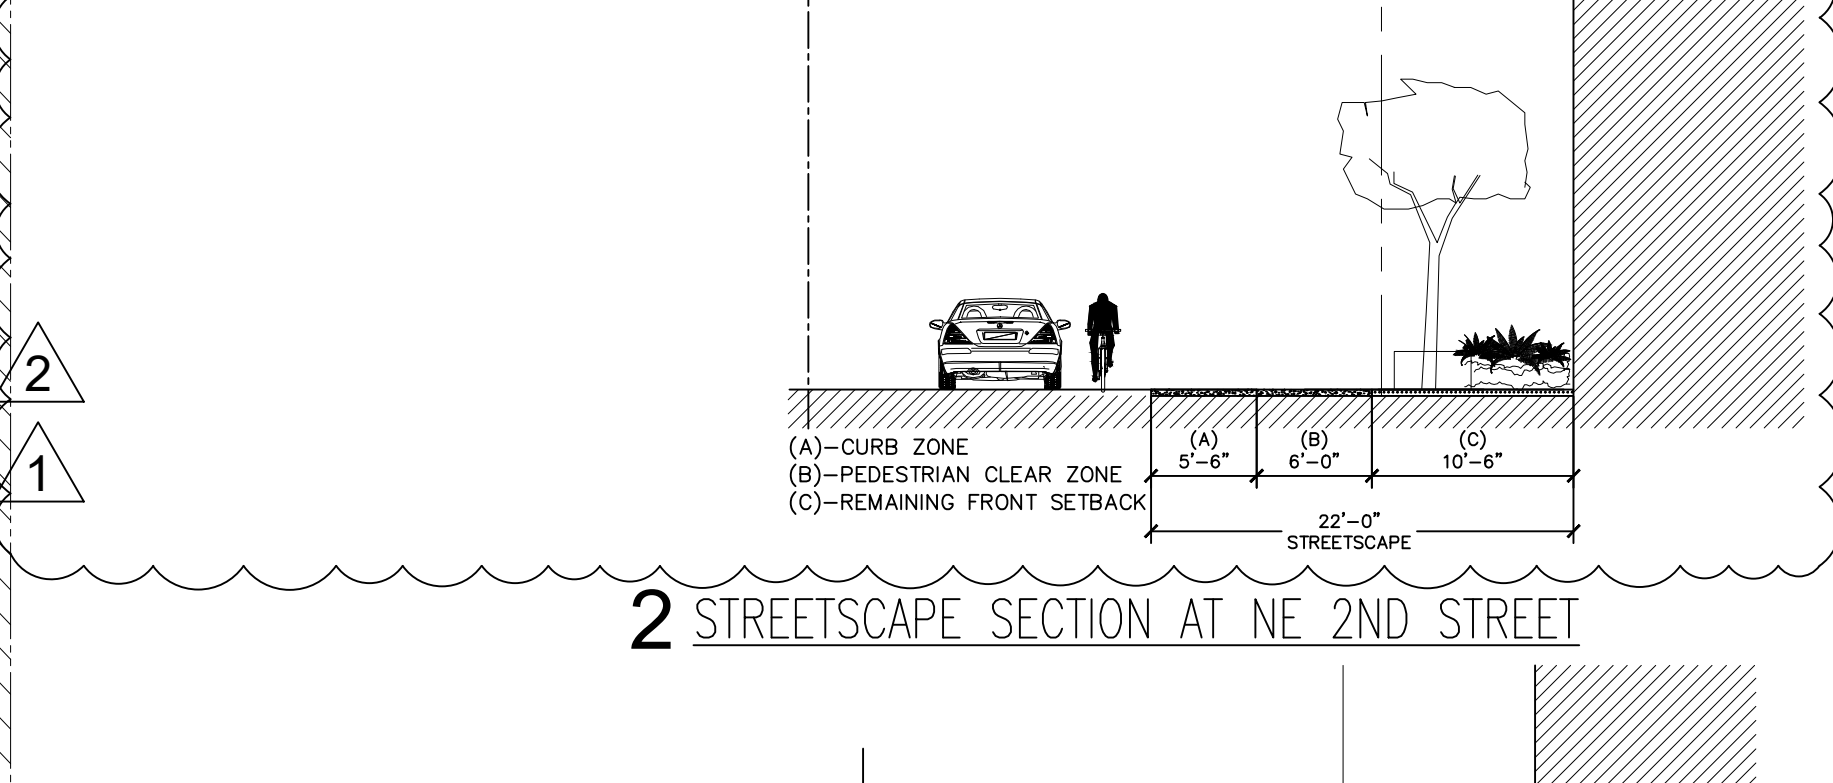 2
1
(A)-CURB ZONE
(B)-PEDESTRIAN CLEAR ZONE
(C)-REMAINING FRONT SETBACK
(A)
5'-6"
(B)
6'-0"
(C)
10'-6"
22'-0"
STREETSCAPE
2 STREETSCAPE SECTION AT NE 2ND STREET